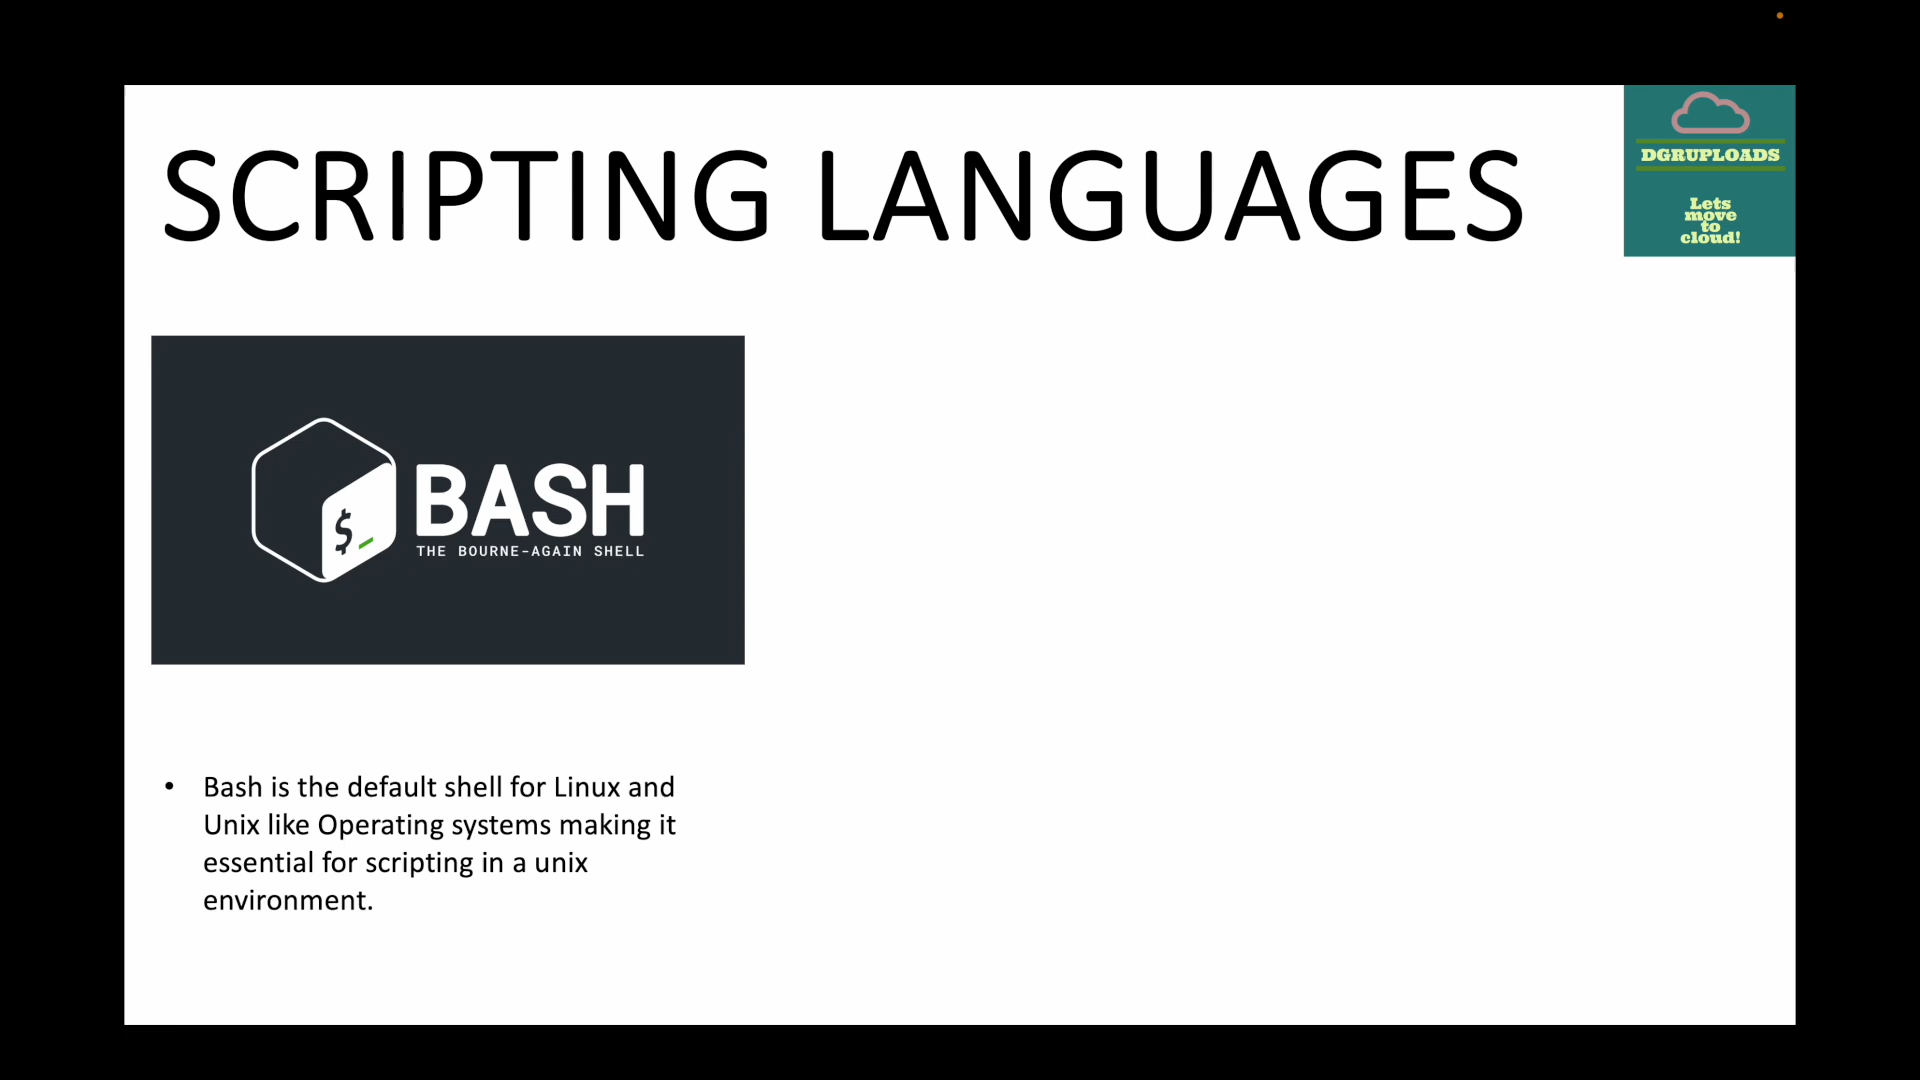 SCRIPTING LANGUAGES
DGRUPLOADS
Lets
move
to
cloud!
$_
BASH
THE BOURNE-AGAIN SHELL
• Bash is the default shell for Linux and
Unix like Operating systems making it
essential for scripting in a unix
environment.